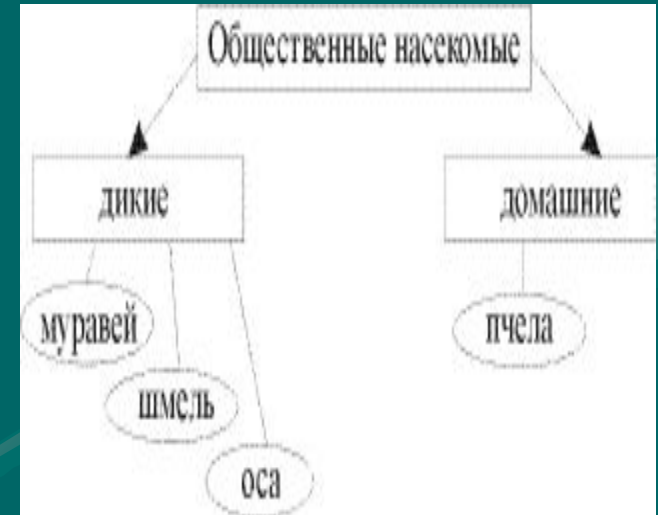 Общественные насекомые
дикие
домашние
муравей
пчела
шмель
оса